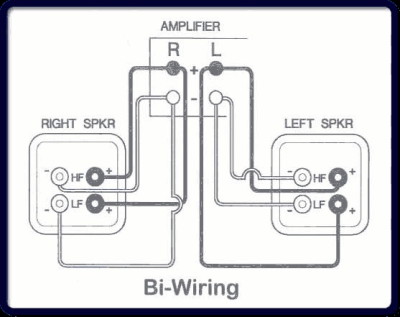 AMPLIFIER
R L
+
-
RIGHT SPKR
LEFT SPKR
- HF +
- LF +
- HF +
- LF +
Bi-Wiring